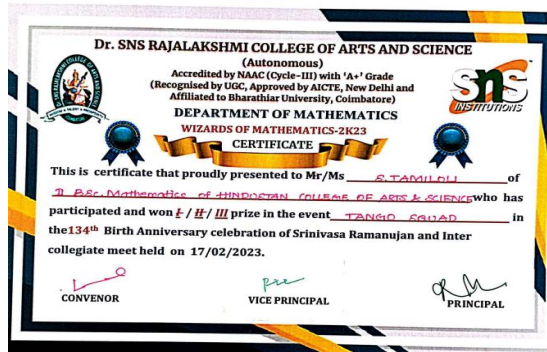 Dr. SNS RAJALAKSHMI COLLEGE OF ARTS AND SCIENCE
(Autonomous)
Accredited by NAAC (Cycle-III) with 'A+' Grade
(Recognised by UGC, Approved by AICTE, New Delhi and
Affiliated to Bharathiar University, Coimbatore)
SNS
INSTITUTIONS
DEPARTMENT OF MATHEMATICS
WIZARDS OF MATHEMATICS-2K23
CERTIFICATE
This is certificate that proudly presented to Mr/Ms S. TAMILOLI of
II B.Sc. Mathematics of HINDUSTAN COLLEGE OF ARTS & SCIENCE who has
participated and won I / II / III prize in the event TANGO SQUAD in
the134th Birth Anniversary celebration of Srinivasa Ramanujan and Inter
collegiate meet held on 17/02/2023.
CONVENOR
VICE PRINCIPAL
PRINCIPAL